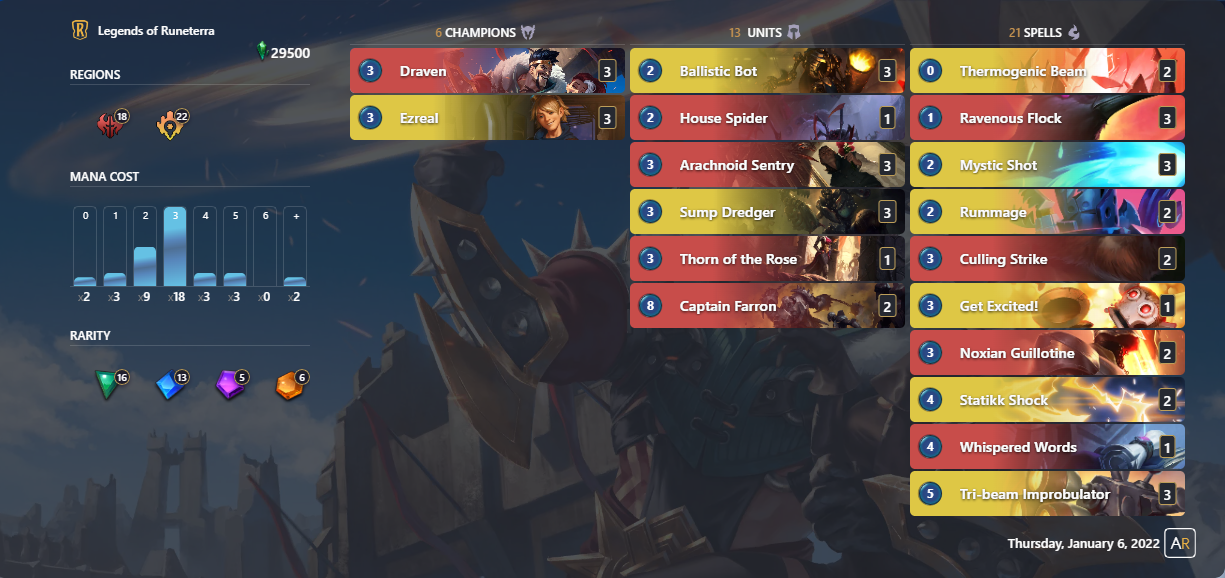 Legends of Runeterra
29500
REGIONS
18
22
MANA COST
0 1 2 3 4 5 6 +
x2 x3 x9 x18 x3 x3 x0 x2
RARITY
16
13
5
6
6 CHAMPIONS
3 Draven 3
3 Ezreal 3
13 UNITS
2 Ballistic Bot 3
2 House Spider 1
3 Arachnoid Sentry 3
3 Sump Dredger 3
3 Thorn of the Rose 1
8 Captain Farron 2
21 SPELLS
0 Thermogenic Beam 2
1 Ravenous Flock 3
2 Mystic Shot 3
2 Rummage 2
3 Culling Strike 2
3 Get Excited! 1
3 Noxian Guillotine 2
4 Statikk Shock 2
4 Whispered Words 1
5 Tri-beam Improbulator 3
Thursday, January 6, 2022 AR